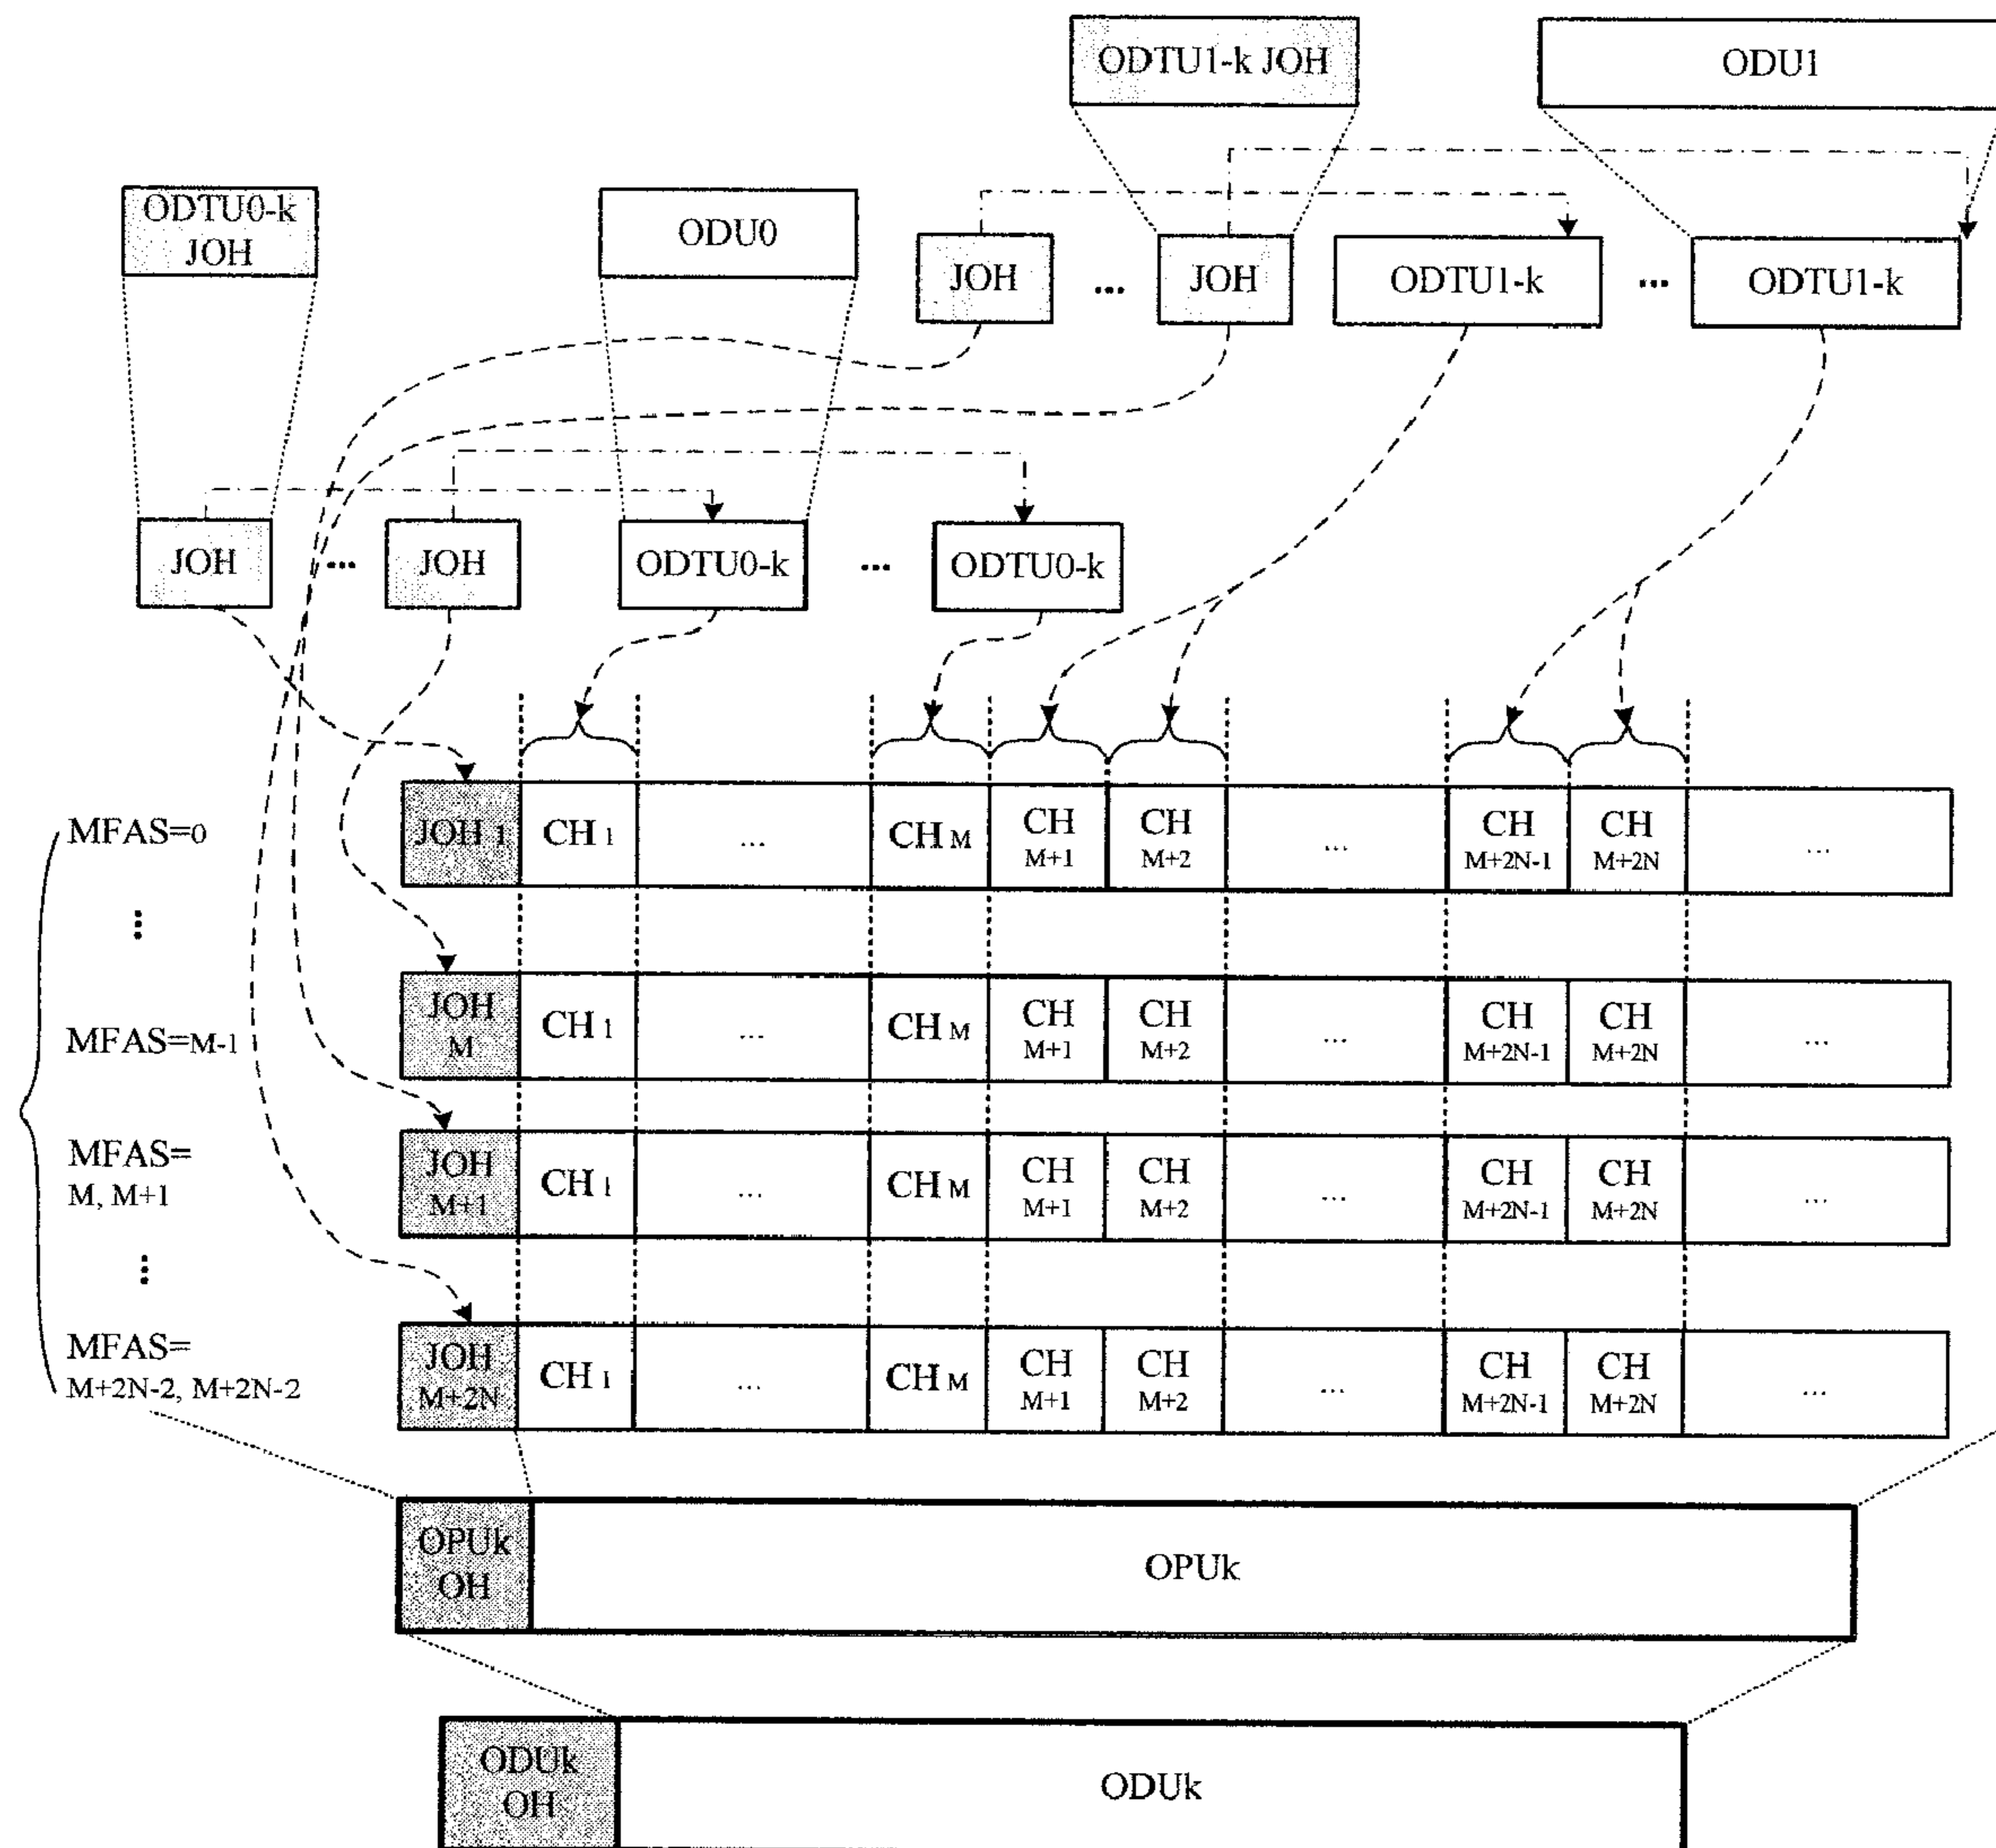 ODTU1-k JOH
ODU1
ODTU0-k
JOH
ODU0
JOH
...
JOH
ODTU1-k
...
ODTU1-k
JOH
...
JOH
ODTU0-k
...
ODTU0-k
MFAS=0
JOH 1
CH 1
...
CH M
CH
M+1
CH
M+2
...
CH
M+2N-1
CH
M+2N
...
...
MFAS=M-1
JOH
M
CH 1
...
CH M
CH
M+1
CH
M+2
...
CH
M+2N-1
CH
M+2N
...
MFAS=
M, M+1
JOH
M+1
CH 1
...
CH M
CH
M+1
CH
M+2
...
CH
M+2N-1
CH
M+2N
...
...
MFAS=
M+2N-2, M+2N-2
JOH
M+2N
CH 1
...
CH M
CH
M+1
CH
M+2
...
CH
M+2N-1
CH
M+2N
...
OPUk
OH
OPUk
ODUk
OH
ODUk